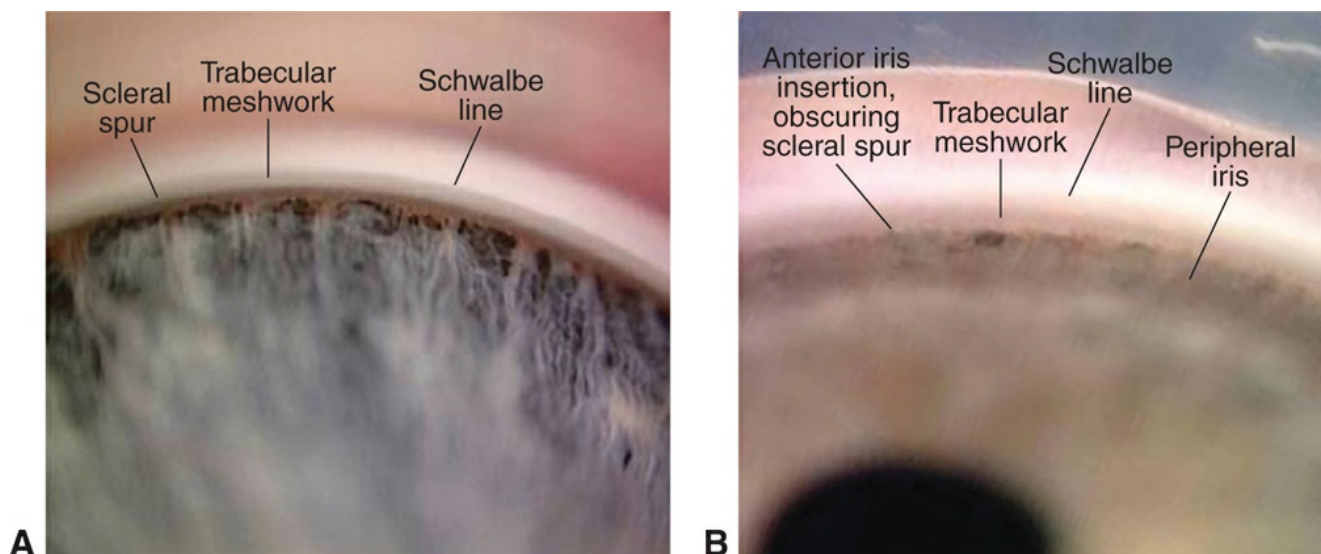 Scleral
spur
Trabecular
meshwork
Schwalbe
line
A
Anterior iris
insertion,
obscuring
scleral spur
Trabecular
meshwork
Schwalbe
line
Peripheral
iris
B